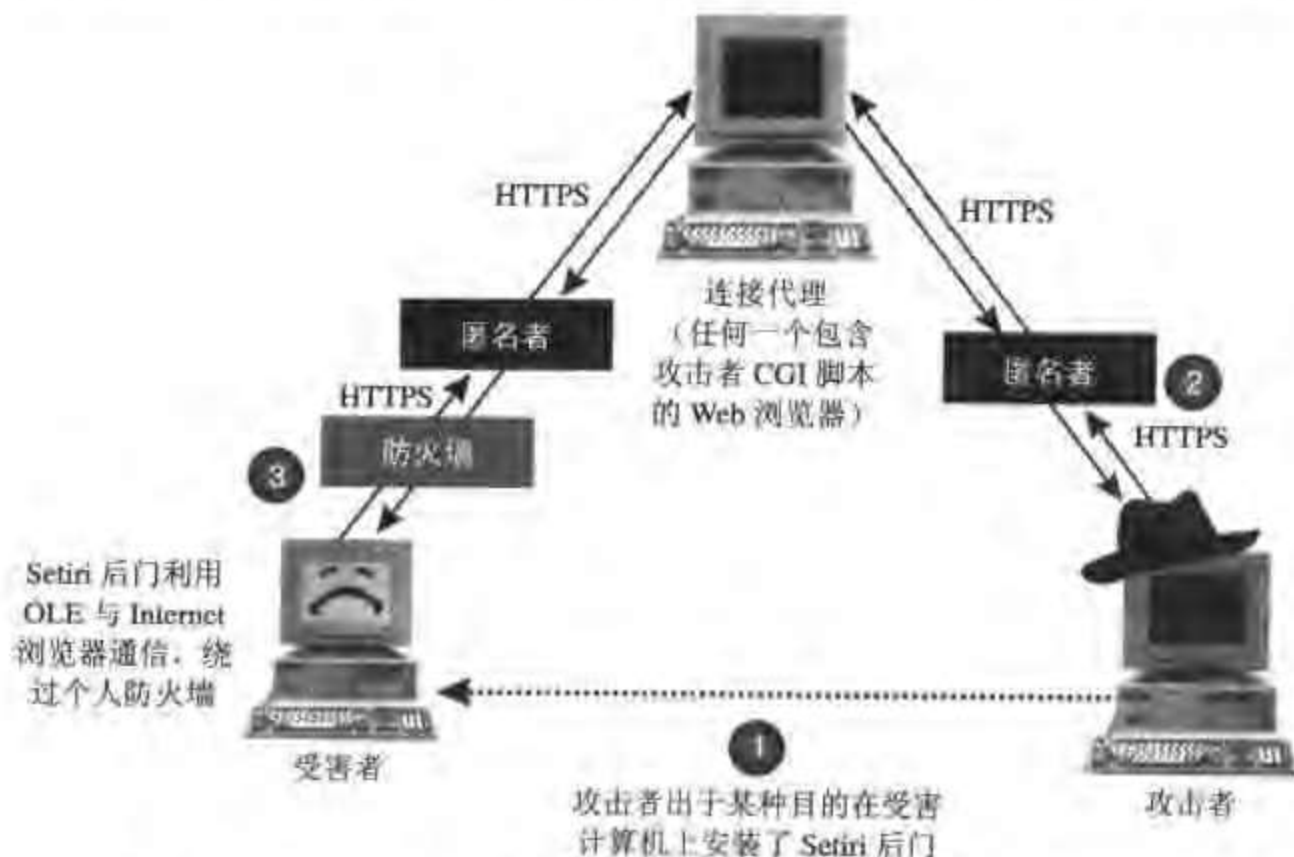 HTTPS
HTTPS
连接代理
（任何一个包含
攻击者 CGI 脚本
的 Web 浏览器）
匿名者
匿名者
2
HTTPS
HTTPS
防火墙
3
Setiri 后门利用
OLE 与 Internet
浏览器通信，绕
过个人防火墙
受害者
1
攻击者出于某种目的在受害
计算机上安装了 Setiri 后门
攻击者